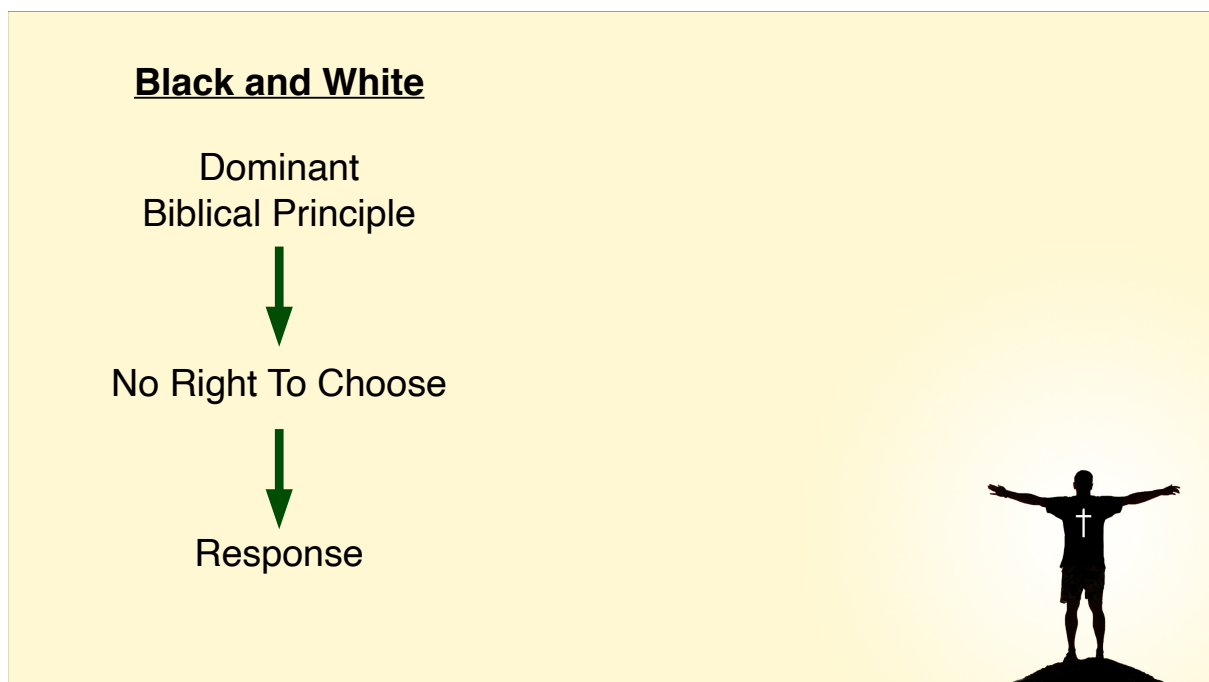 Black and White
Dominant
Biblical Principle
No Right To Choose
Response